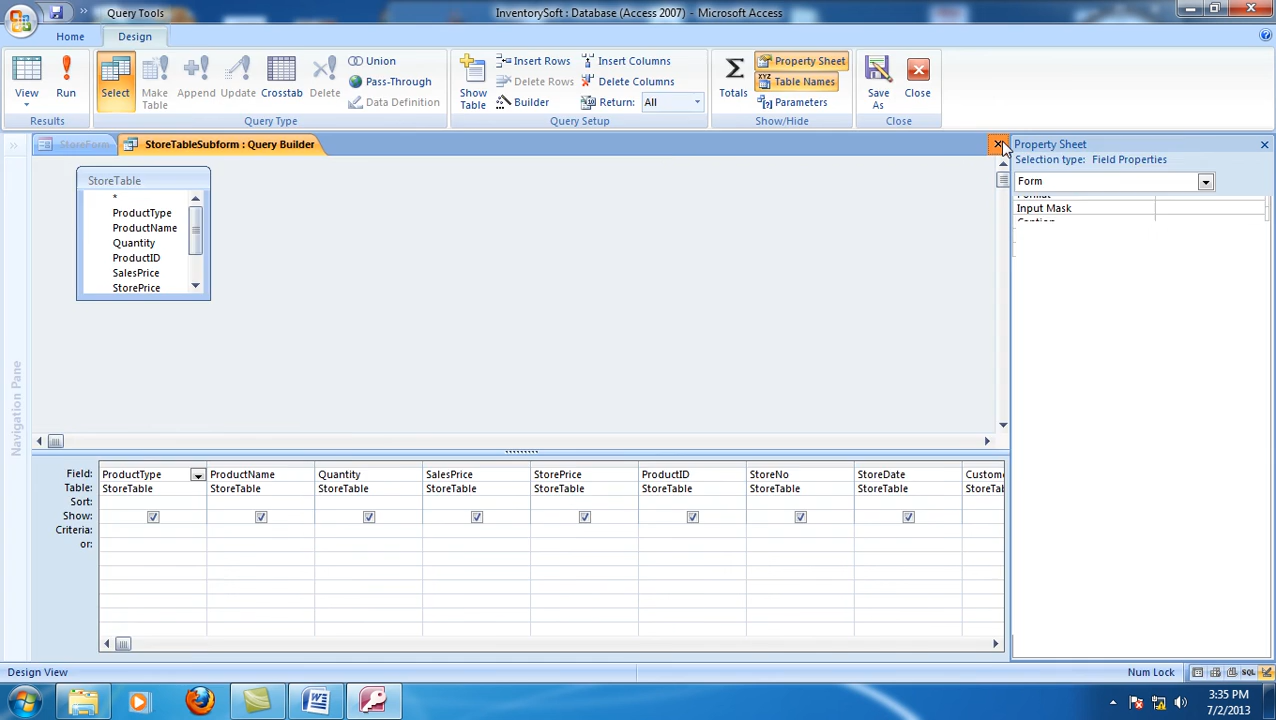 Query Tools
InventorySoft : Database (Access 2007) - Microsoft Access
Home
Design
View
Run
Results
Select
Make Table
Append
Update
Crosstab
Delete
Union
Pass-Through
Data Definition
Query Type
Show Table
Insert Rows
Delete Rows
Builder
Insert Columns
Delete Columns
Return: All
Query Setup
Totals
Property Sheet
Table Names
Parameters
Show/Hide
Save As
Close
Close
StoreForm
StoreTableSubform : Query Builder
Property Sheet
Selection type: Field Properties
Form
Input Mask
Navigation Pane
StoreTable
*
ProductType
ProductName
Quantity
ProductID
SalesPrice
StorePrice
Field: ProductType ProductName Quantity SalesPrice StorePrice ProductID StoreNo StoreDate Custome
Table: StoreTable StoreTable StoreTable StoreTable StoreTable StoreTable StoreTable StoreTable StoreTab
Sort:
Show:
Criteria:
or:
Design View
Num Lock
SQL
3:35 PM
7/2/2013